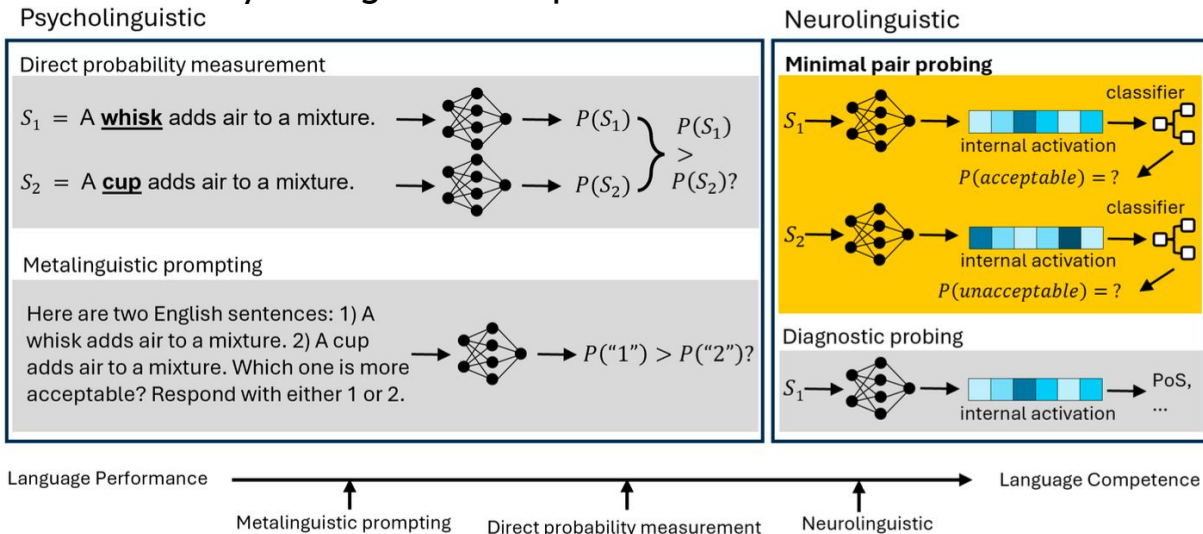 Psycholinguistic
Direct probability measurement
S₁ = A whisk adds air to a mixture.
P(S₁)
S₂ = A cup adds air to a mixture.
P(S₂)
P(S₁)
>
P(S₂)?
Metalinguistic prompting
Here are two English sentences: 1) A
whisk adds air to a mixture. 2) A cup
adds air to a mixture. Which one is more
acceptable? Respond with either 1 or 2.
P(“1”) > P(“2”)?
Neurolinguistic
Minimal pair probing
S₁
internal activation
classifier
P(acceptable) = ?
S₂
internal activation
classifier
P(unacceptable) = ?
Diagnostic probing
S₁
internal activation
PoS,
...
Language Performance
Language Competence
Metalinguistic prompting
Direct probability measurement
Neurolinguistic